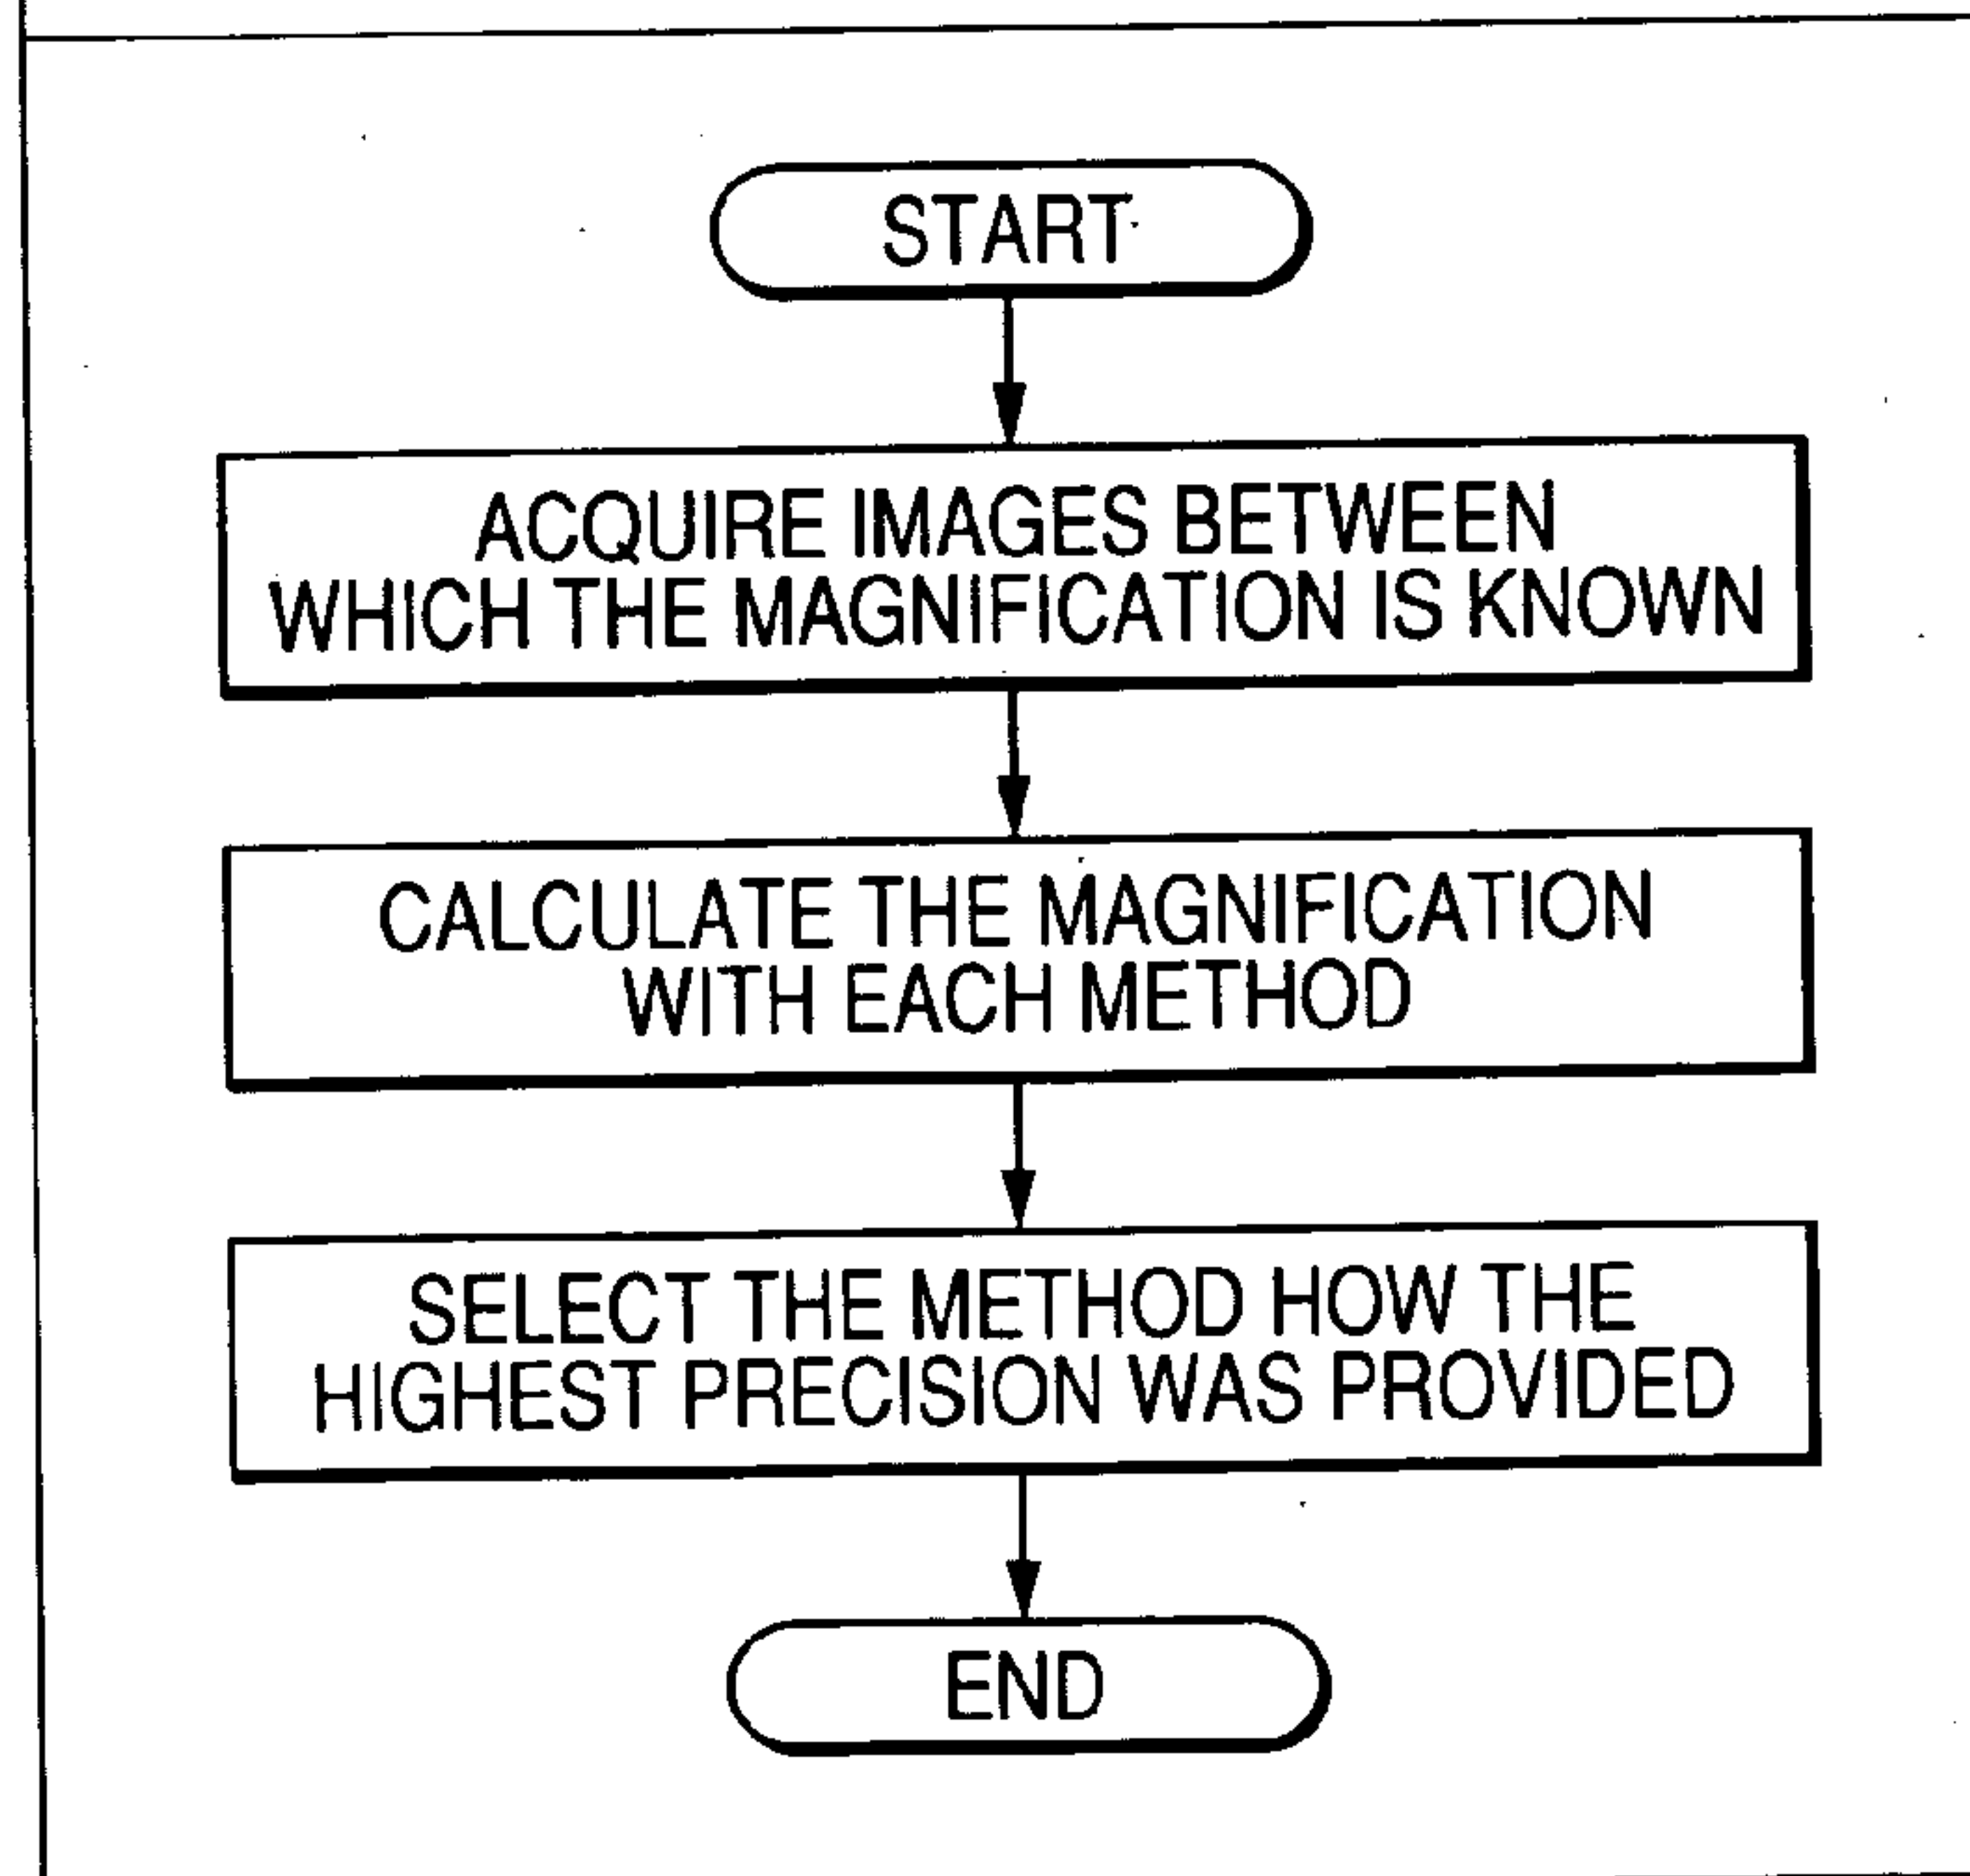 START
ACQUIRE IMAGES BETWEEN
WHICH THE MAGNIFICATION IS KNOWN
CALCULATE THE MAGNIFICATION
WITH EACH METHOD
SELECT THE METHOD HOW THE
HIGHEST PRECISION WAS PROVIDED
END